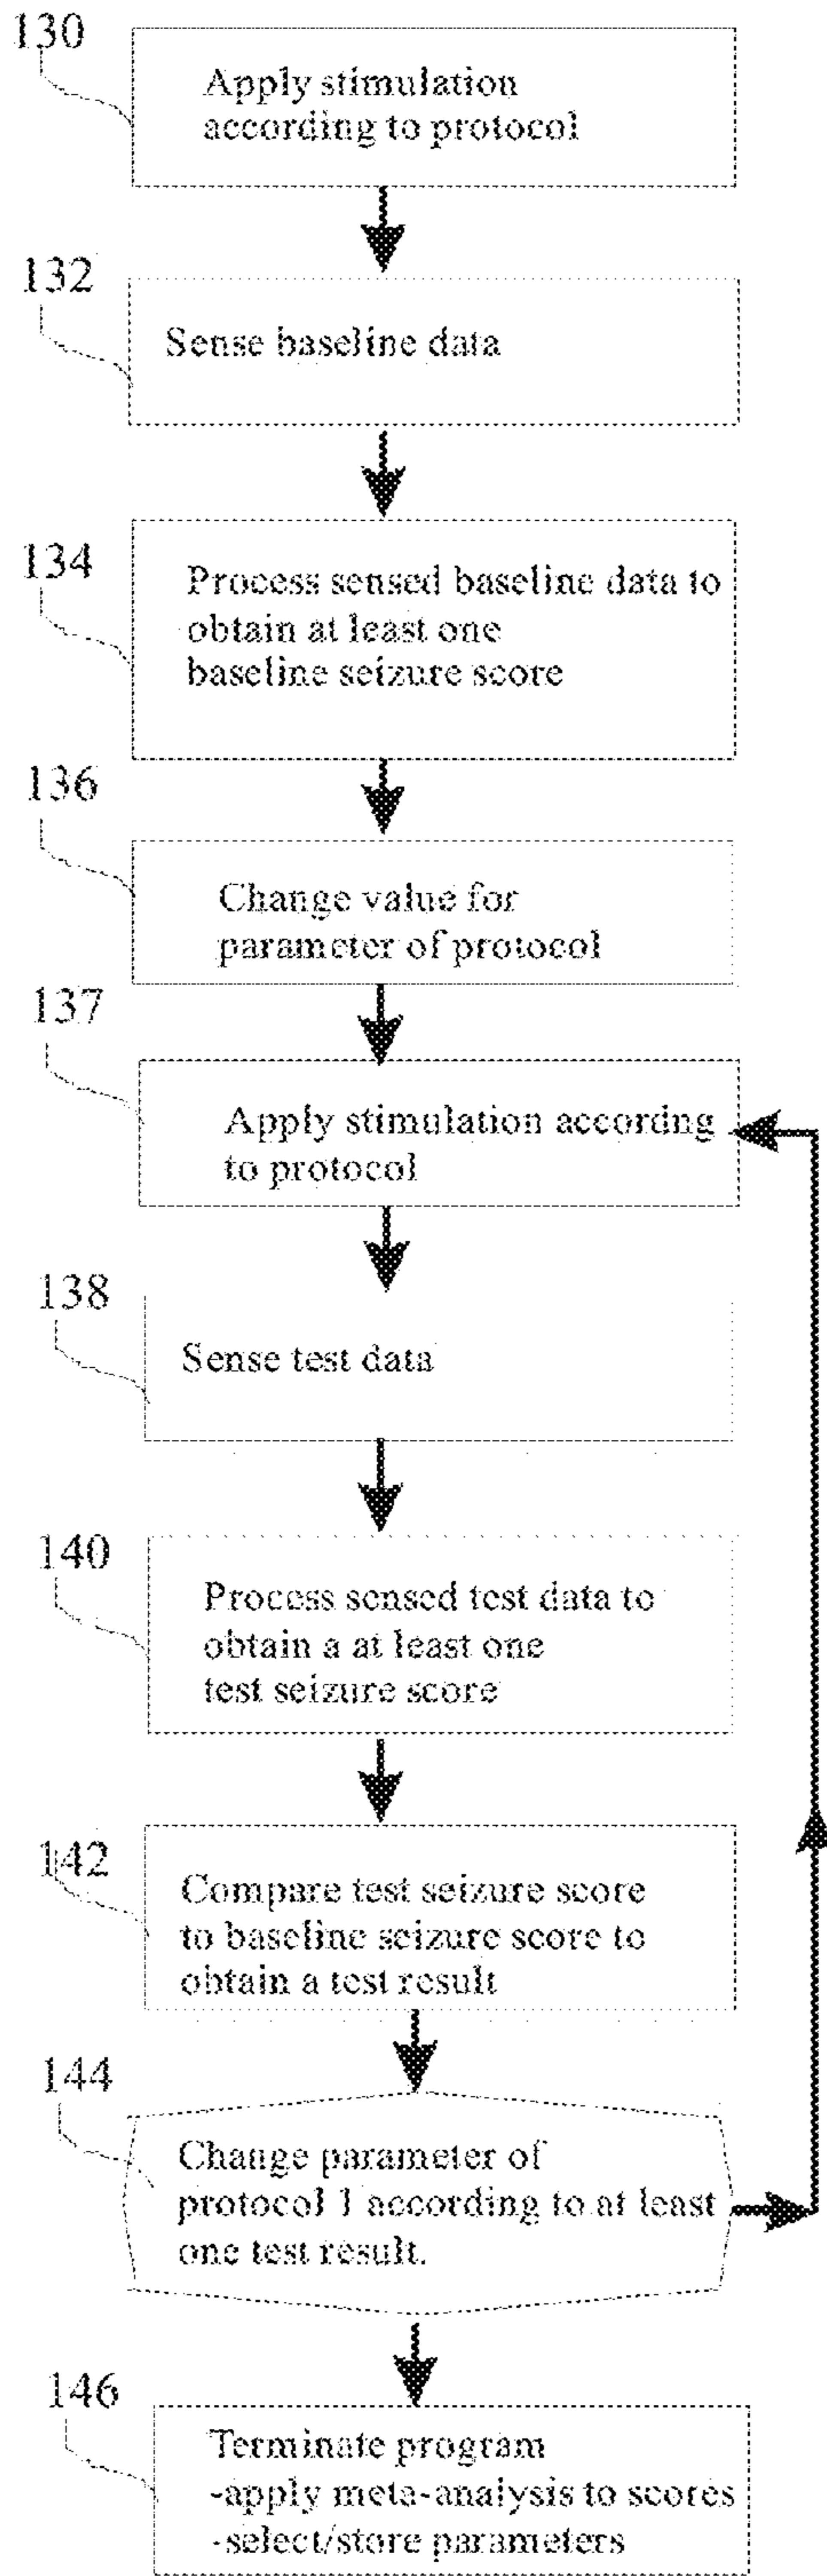 130
Apply stimulation
according to protocol
132
Sense baseline data
134
Process sensed baseline data to
obtain at least one
baseline seizure score
136
Change value for
parameter of protocol
137
Apply stimulation accordng
to protocol
138
Sense test data
140
Process sensed test data to
obtain a at least one
test seizure score
142
Compare test seizure score
to baseline seizure score to
obtain a test result
144
Change parameter of
protocol 1 according to at least
one test result.
146
Terminate program
-apply meta-analysis to scores
-select/store parameters